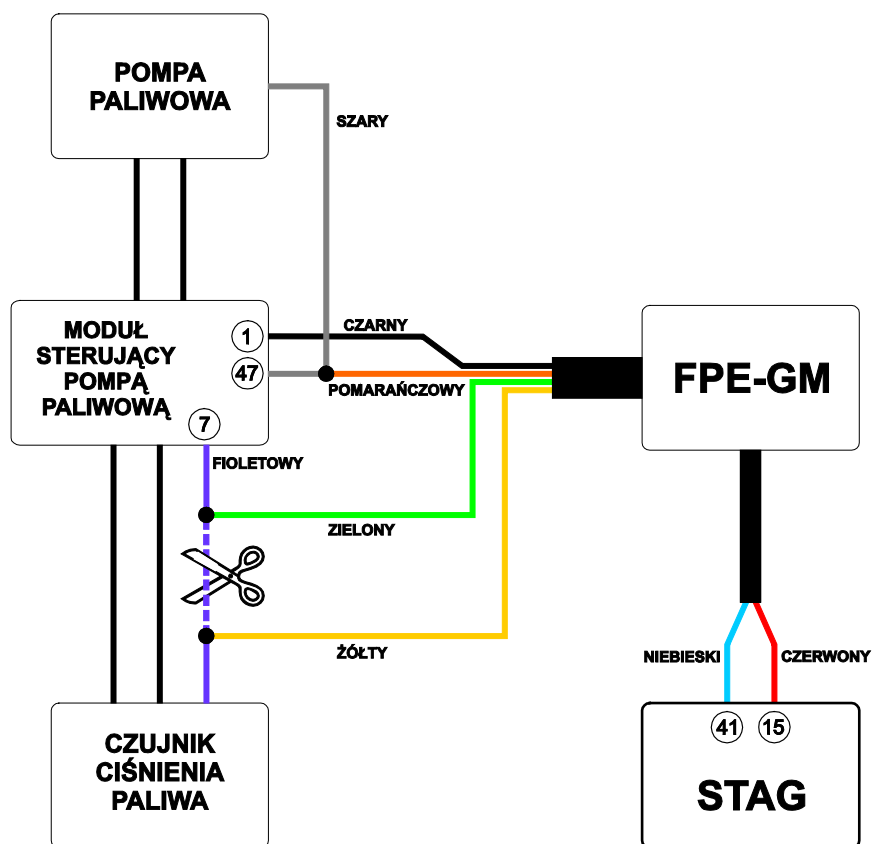 POMPA
PALIWOWA
SZARY
MODUŁ
STERUJĄCY
POMPĄ
PALIWOWĄ
1
47
7
CZARNY
POMARAŃCZOWY
FPE-GM
FIOLETOWY
ZIELONY
ŻÓŁTY
NIEBIESKI
CZERWONY
CZUJNIK
CIŚNIENIA
PALIWA
41
15
STAG